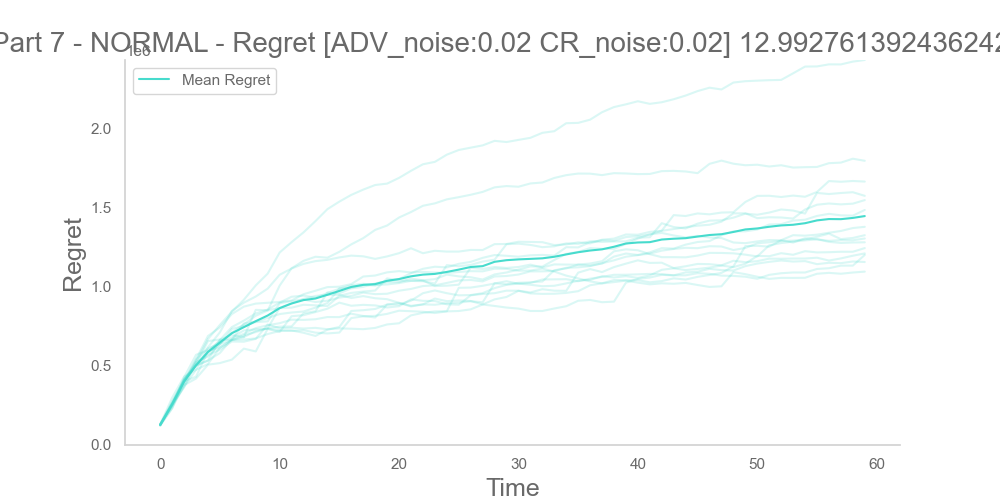 Part 7 - NORMAL - Regret [ADV_noise:0.02 CR_noise:0.02] 12.992761392436242
1e6
Mean Regret
2.0
1.5
1.0
0.5
0.0
Regret
0 10 20 30 40 50 60
Time